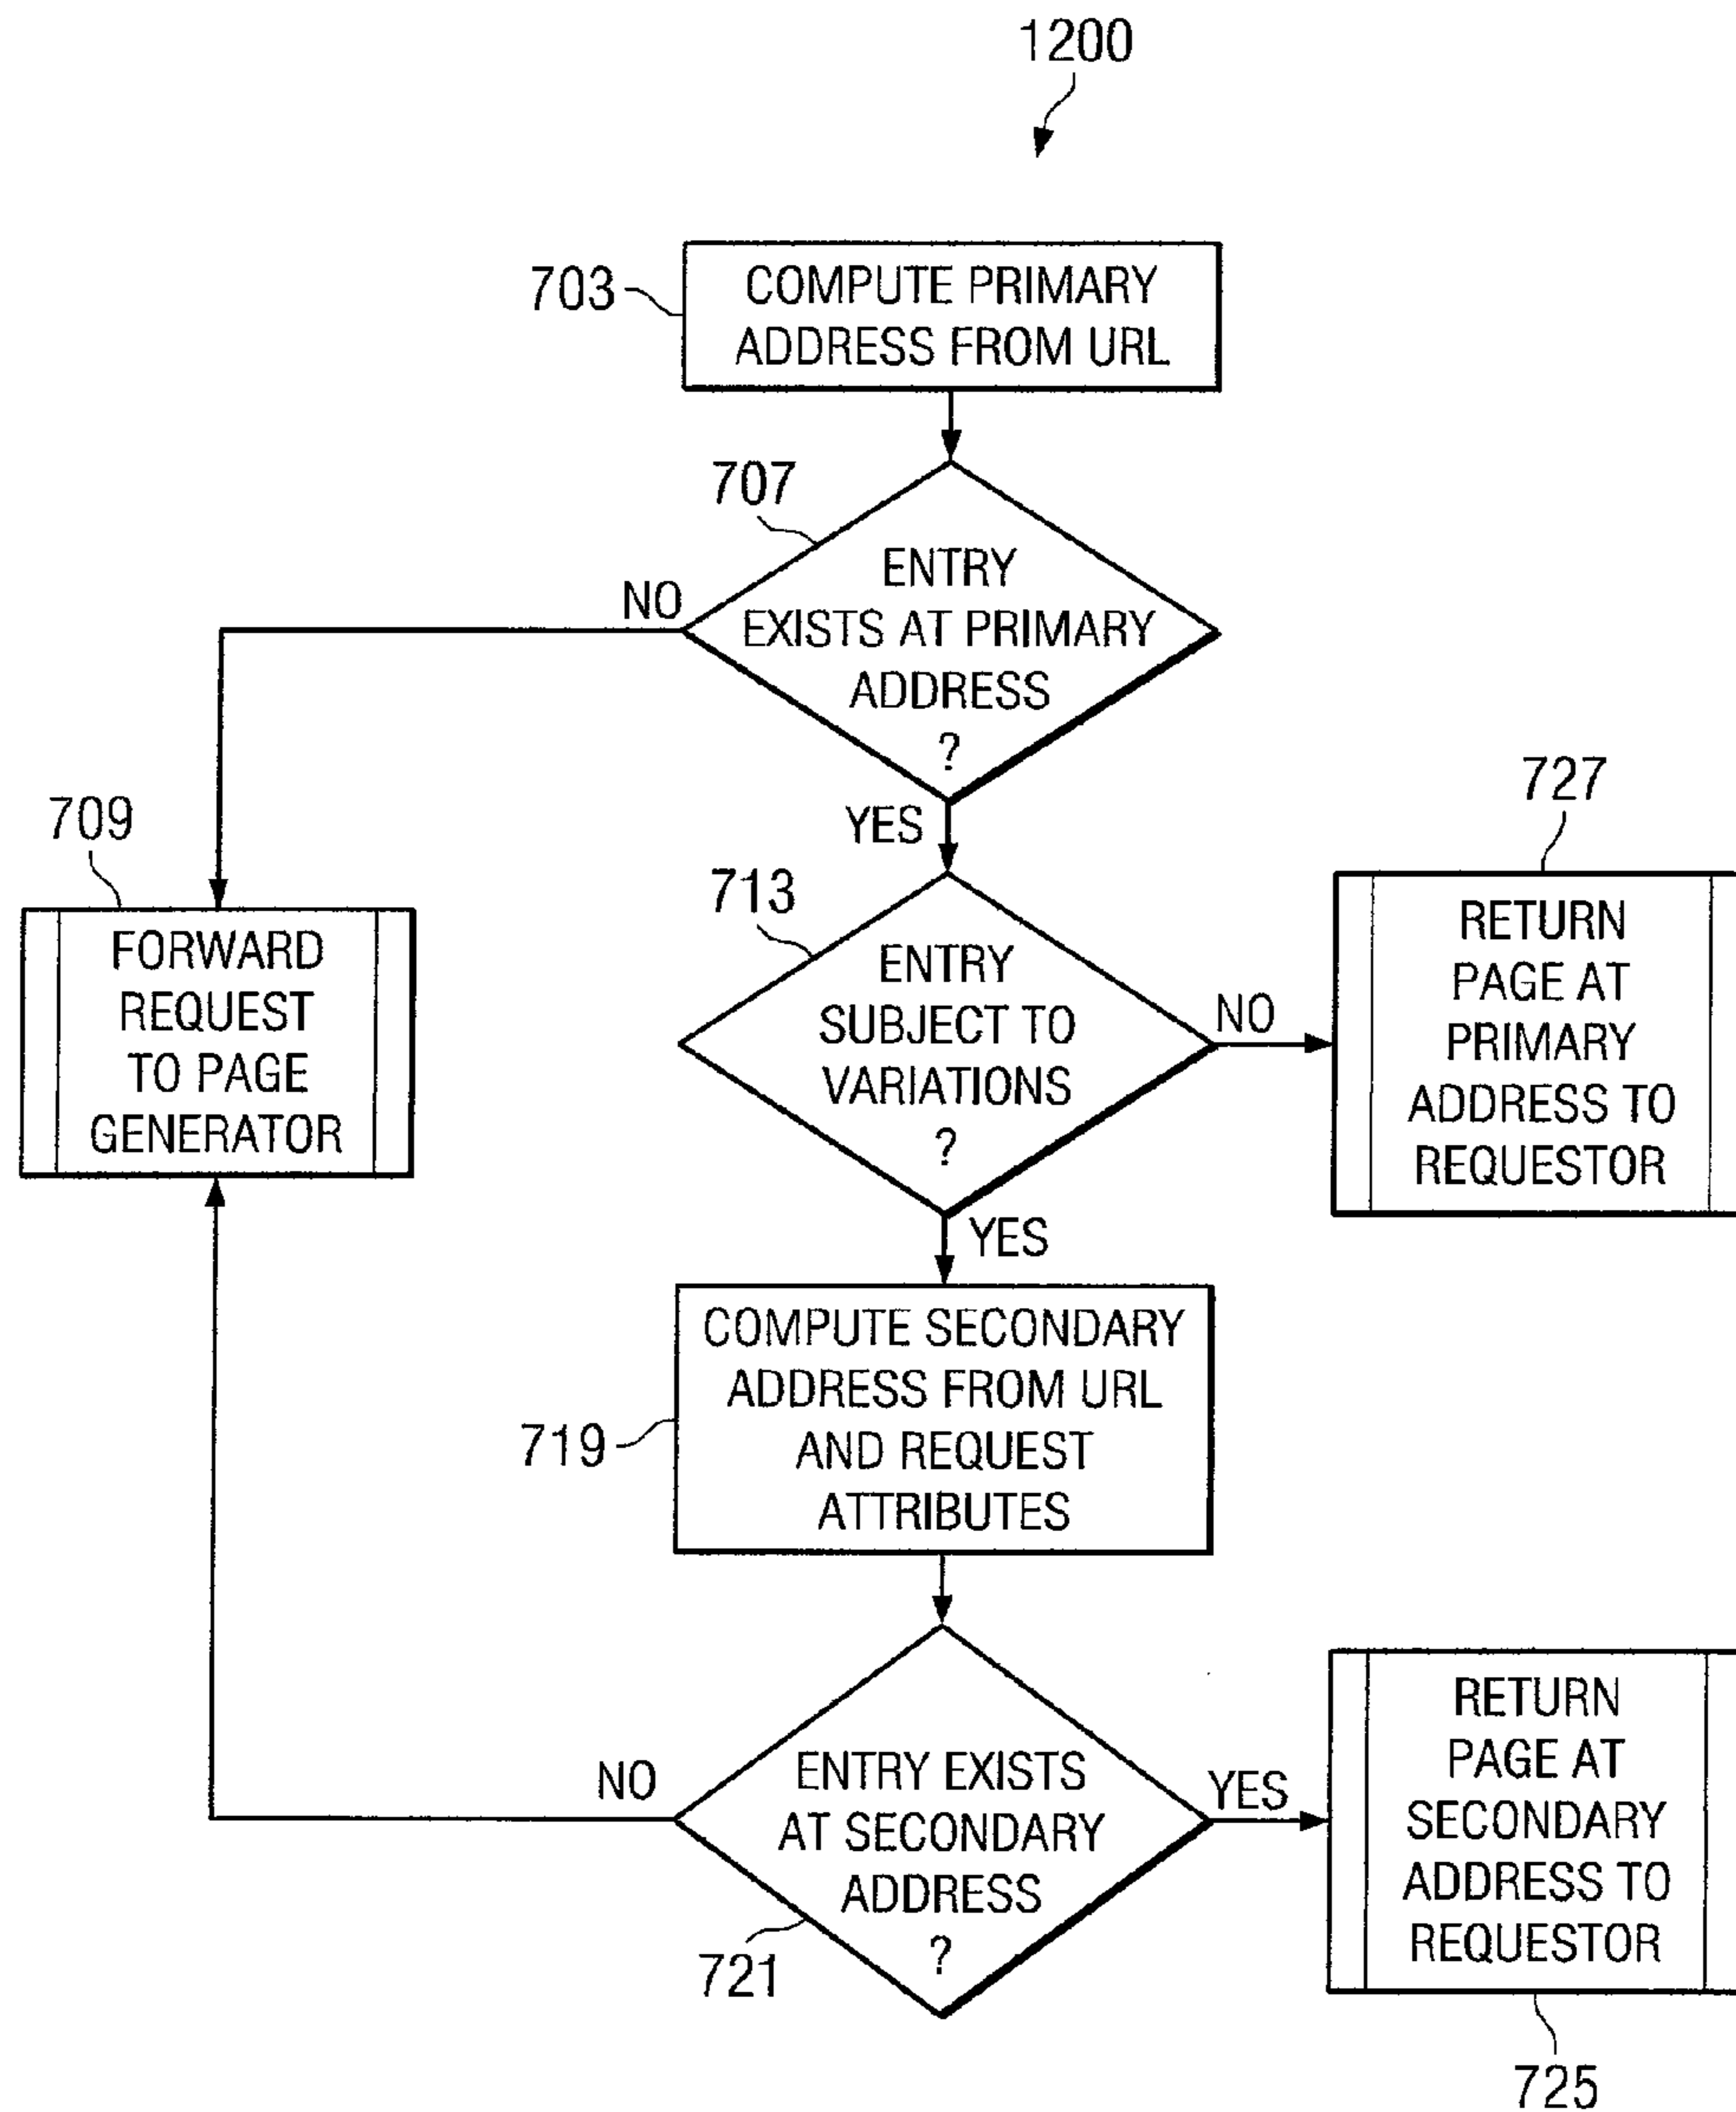 1200
703
COMPUTE PRIMARY
ADDRESS FROM URL
707
ENTRY
EXISTS AT PRIMARY
ADDRESS
?
NO
YES
709
FORWARD
REQUEST
TO PAGE
GENERATOR
713
ENTRY
SUBJECT TO
VARIATIONS
?
NO
727
RETURN
PAGE AT
PRIMARY
ADDRESS TO
REQUESTOR
YES
719
COMPUTE SECONDARY
ADDRESS FROM URL
AND REQUEST
ATTRIBUTES
NO
ENTRY EXISTS
AT SECONDARY
ADDRESS
?
721
YES
RETURN
PAGE AT
SECONDARY
ADDRESS TO
REQUESTOR
725